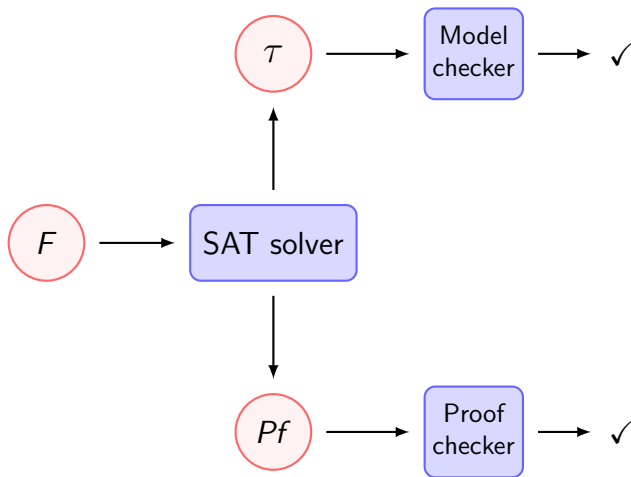 τ
Model
checker
✓
F
SAT solver
Pf
Proof
checker
✓